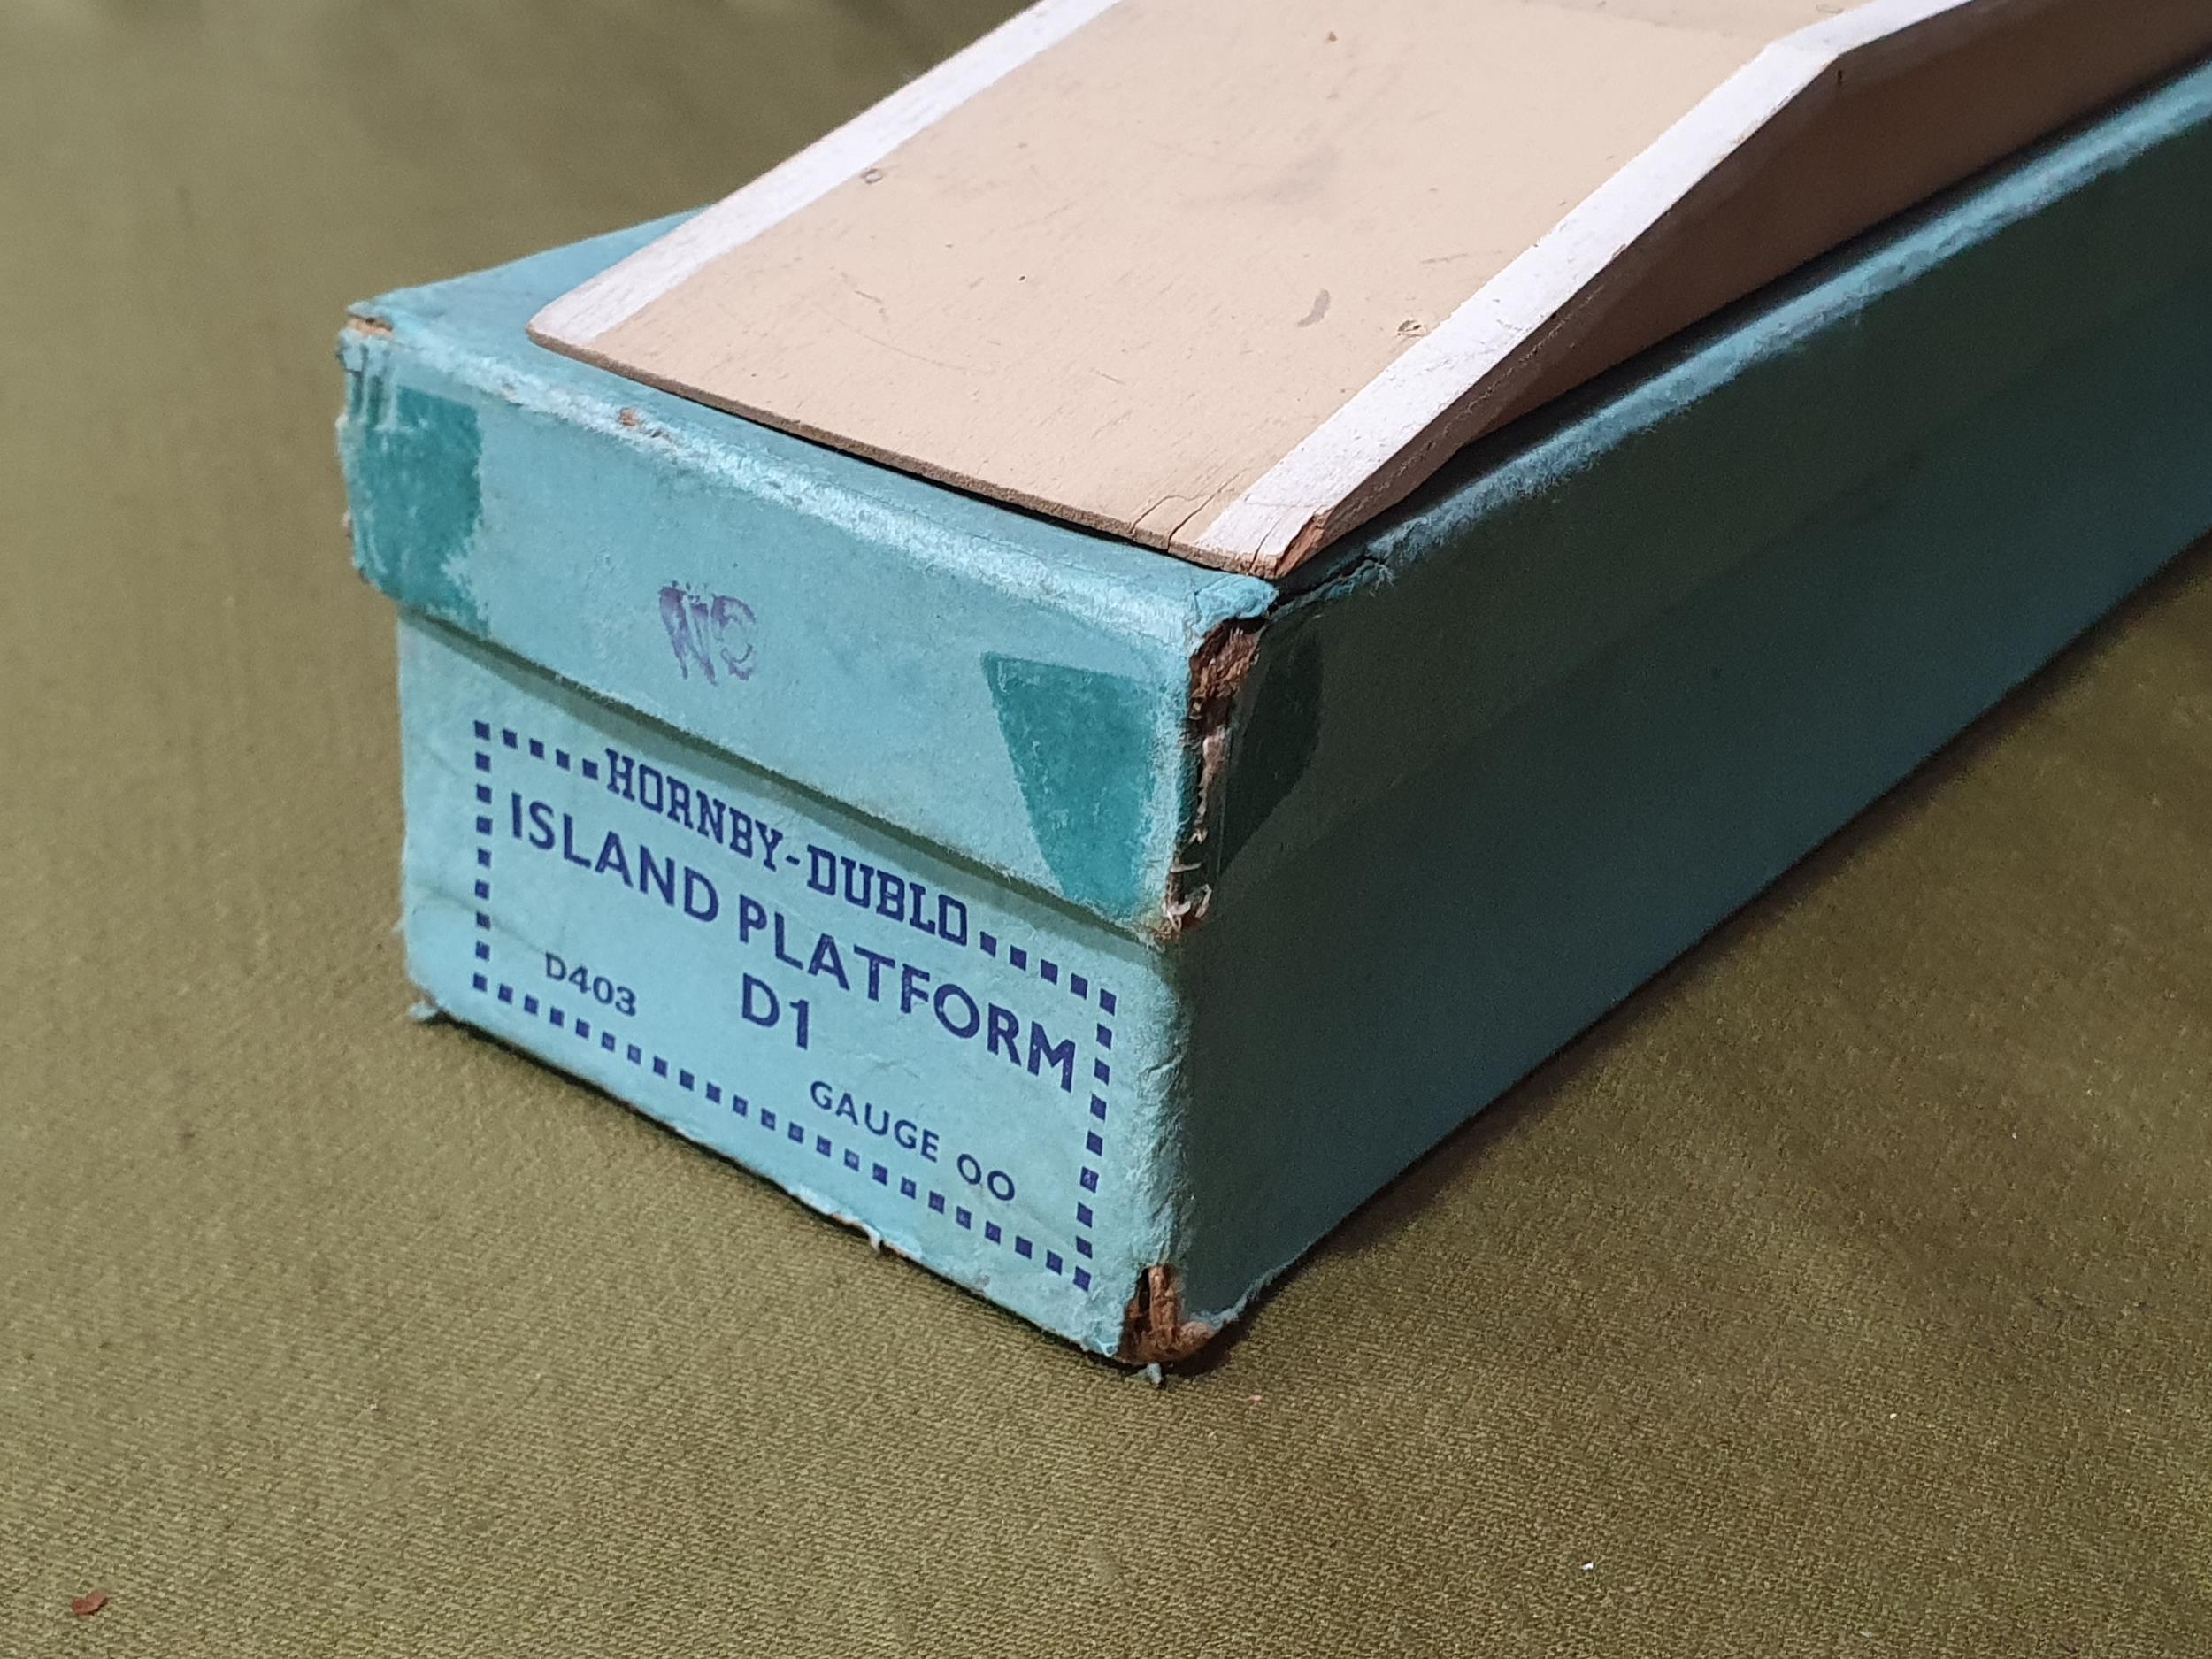 HORNBY-DUBLO
ISLAND PLATFORM
D403 D1
GAUGE OO